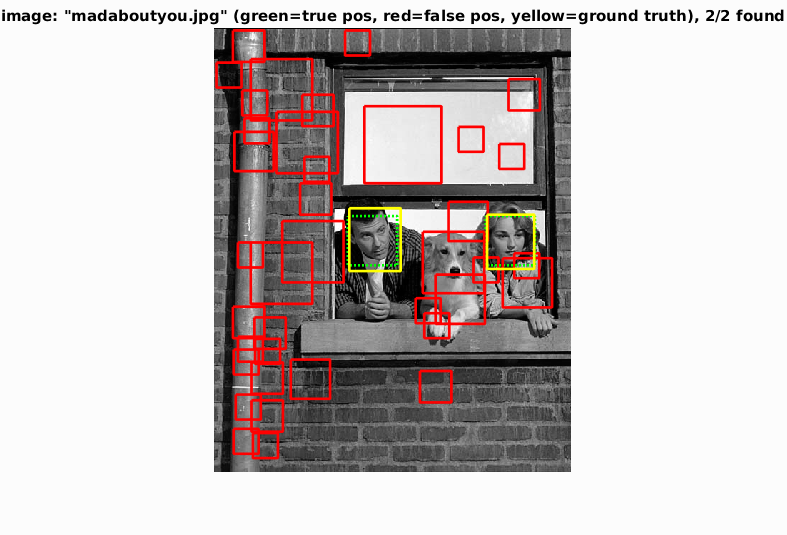 image: "madaboutyou.jpg" (green=true pos, red=false pos, yellow=ground truth), 2/2 found